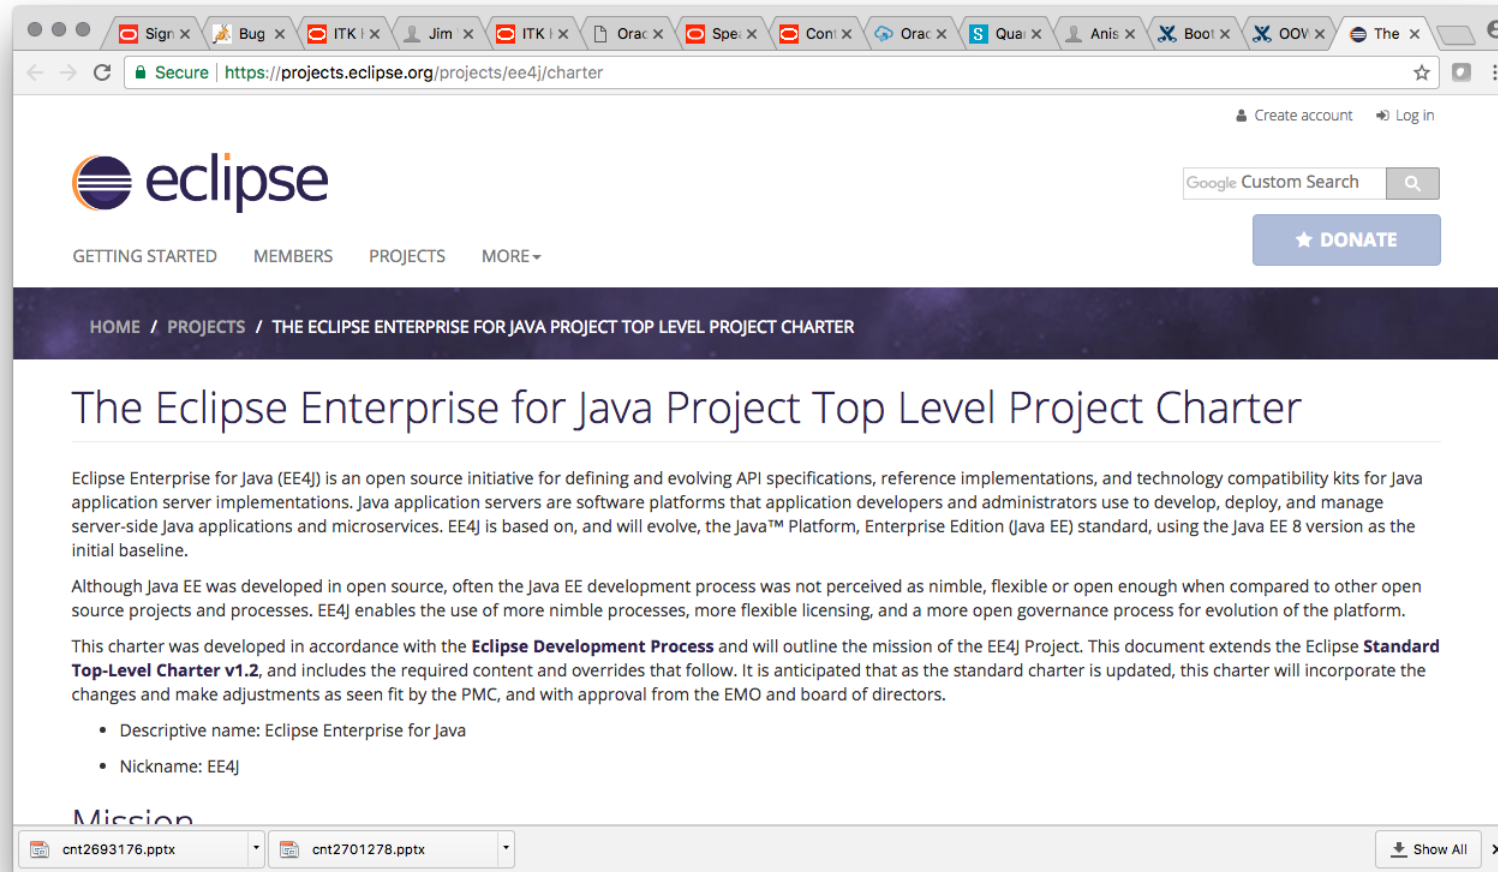 Sign Bug ITK Jim ITK Orac Spea Cont Orac Quar Anis Boot OOW The
Secure https://projects.eclipse.org/projects/ee4j/charter
Create account Log in
eclipse
Google Custom Search
DONATE
GETTING STARTED MEMBERS PROJECTS MORE
HOME / PROJECTS / THE ECLIPSE ENTERPRISE FOR JAVA PROJECT TOP LEVEL PROJECT CHARTER
The Eclipse Enterprise for Java Project Top Level Project Charter
Eclipse Enterprise for Java (EE4J) is an open source initiative for defining and evolving API specifications, reference implementations, and technology compatibility kits for Java
application server implementations. Java application servers are software platforms that application developers and administrators use to develop, deploy, and manage
server-side Java applications and microservices. EE4J is based on, and will evolve, the Java™ Platform, Enterprise Edition (Java EE) standard, using the Java EE 8 version as the
initial baseline.
Although Java EE was developed in open source, often the Java EE development process was not perceived as nimble, flexible or open enough when compared to other open
source projects and processes. EE4J enables the use of more nimble processes, more flexible licensing, and a more open governance process for evolution of the platform.
This charter was developed in accordance with the Eclipse Development Process and will outline the mission of the EE4J Project. This document extends the Eclipse Standard
Top-Level Charter v1.2, and includes the required content and overrides that follow. It is anticipated that as the standard charter is updated, this charter will incorporate the
changes and make adjustments as seen fit by the PMC, and with approval from the EMO and board of directors.
• Descriptive name: Eclipse Enterprise for Java
• Nickname: EE4J
Mission
cnt2693176.pptx cnt2701278.pptx Show All